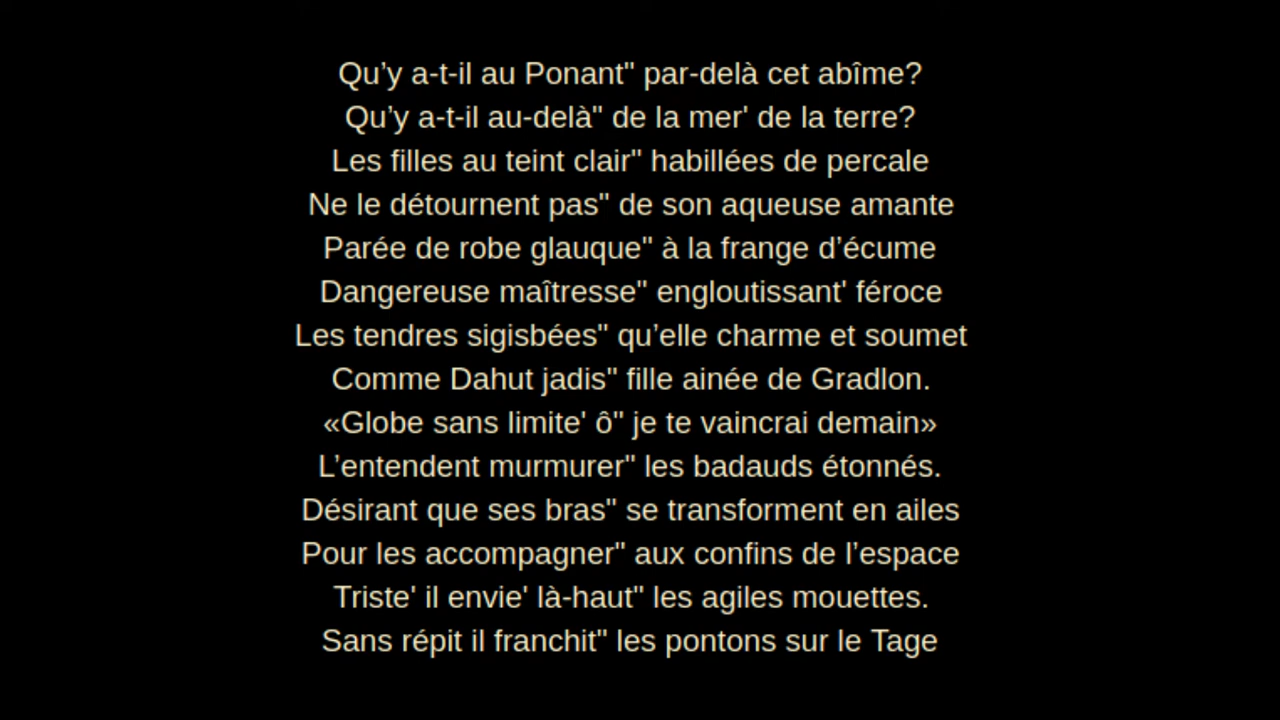 Qu’y a-t-il au Ponant" par-delà cet abîme?
Qu’y a-t-il au-delà" de la mer' de la terre?
Les filles au teint clair" habillées de percale
Ne le détournent pas" de son aqueuse amante
Parée de robe glauque" à la frange d’écume
Dangereuse maîtresse" engloutissant' féroce
Les tendres sigisbées" qu’elle charme et soumet
Comme Dahut jadis" fille ainée de Gradlon.
«Globe sans limite' ô" je te vaincrai demain»
L’entendent murmurer" les badauds étonnés.
Désirant que ses bras" se transforment en ailes
Pour les accompagner" aux confins de l’espace
Triste' il envie' là-haut" les agiles mouettes.
Sans répit il franchit" les pontons sur le Tage